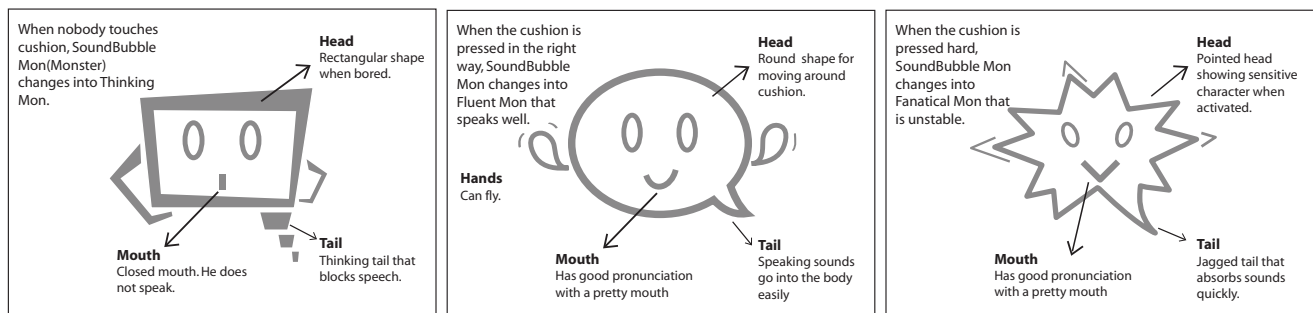 When nobody touches
cushion, SoundBubble
Mon(Monster)
changes into Thinking
Mon.
Head
Rectangular shape
when bored.
Mouth
Closed mouth. He does
not speak.
Tail
Thinking tail that
blocks speech.
When the cushion is
pressed in the right
way, SoundBubble
Mon changes into
Fluent Mon that
speaks well.
Head
Round shape for
moving around
cushion.
Hands
Can fly.
Mouth
Has good pronunciation
with a pretty mouth
Tail
Speaking sounds
go into the body
easily
When the cushion is
pressed hard,
SoundBubble Mon
changes into
Fanatical Mon that
is unstable.
Head
Pointed head
showing sensitive
character when
activated.
Mouth
Has good pronunciation
with a pretty mouth
Tail
Jagged tail that
absorbs sounds
quickly.